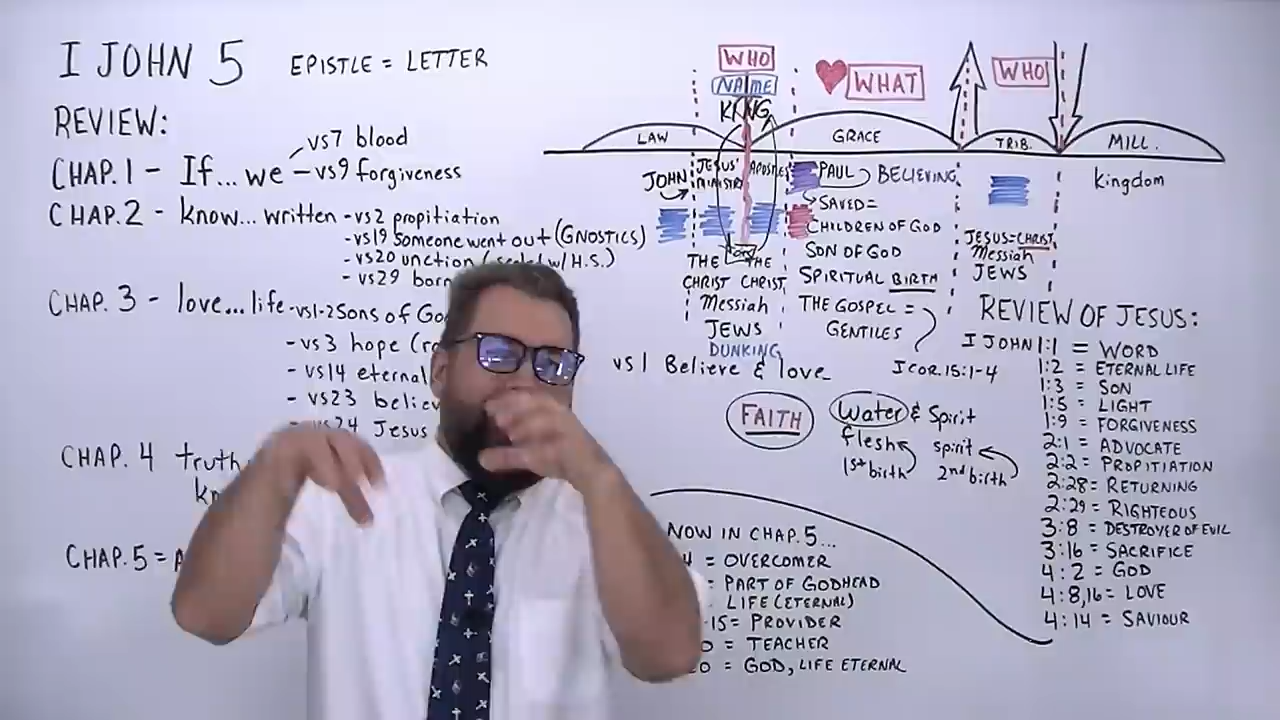 I JOHN 5 EPISTLE = LETTER
REVIEW:
CHAP.1 - If... we - vs7 blood
- vs9 forgiveness
CHAP.2 - know... written - vs2 propitiation
- vs19 Someone went out (GNOSTICS)
- vs20 unction ( w/H.S.)
- vs29 born
CHAP. 3 - love... life - vs1-2 Sons of
- vs3 hope
- vs14 eternal
- vs23
- vs24 Jesus
CHAP. 4 truth
CHAP. 5 =
WHO
NAME
KING
WHAT
WHO
LAW
GRACE
TRIB.
MILL.
JOHN
JESUS' MINISTRY
APOSTLES
PAUL BELIEVING
SAVED =
CHILDREN OF GOD
SON OF GOD
SPIRITUAL BIRTH
THE GOSPEL =
GENTILES
I COR. 15:1-4
THE THE
CHRIST CHRIST
Messiah
JEWS
DUNKING
Kingdom
JESUS=CHRIST
Messiah
JEWS
vs 1 Believe & love
FAITH
Water & Spirit
flesh spirit
1st birth 2nd birth
NOW IN CHAP. 5...
= OVERCOMER
= PART OF GODHEAD
LIFE (ETERNAL)
15 = PROVIDER
= TEACHER
= GOD, LIFE ETERNAL
REVIEW OF JESUS:
I JOHN 1:1 = WORD
1:2 = ETERNAL LIFE
1:3 = SON
1:5 = LIGHT
1:9 = FORGIVENESS
2:1 = ADVOCATE
2:2 = PROPITIATION
2:28 = RETURNING
2:29 = RIGHTEOUS
3:8 = DESTROYER OF EVIL
3:16 = SACRIFICE
4:2 = GOD
4:8,16 = LOVE
4:14 = SAVIOUR